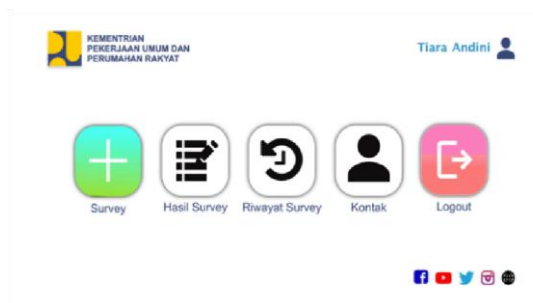 KEMENTRIAN
PEKERJAAN UMUM DAN
PERUMAHAN RAKYAT
Tiara Andini
Survey
Hasil Survey
Riwayat Survey
Kontak
Logout